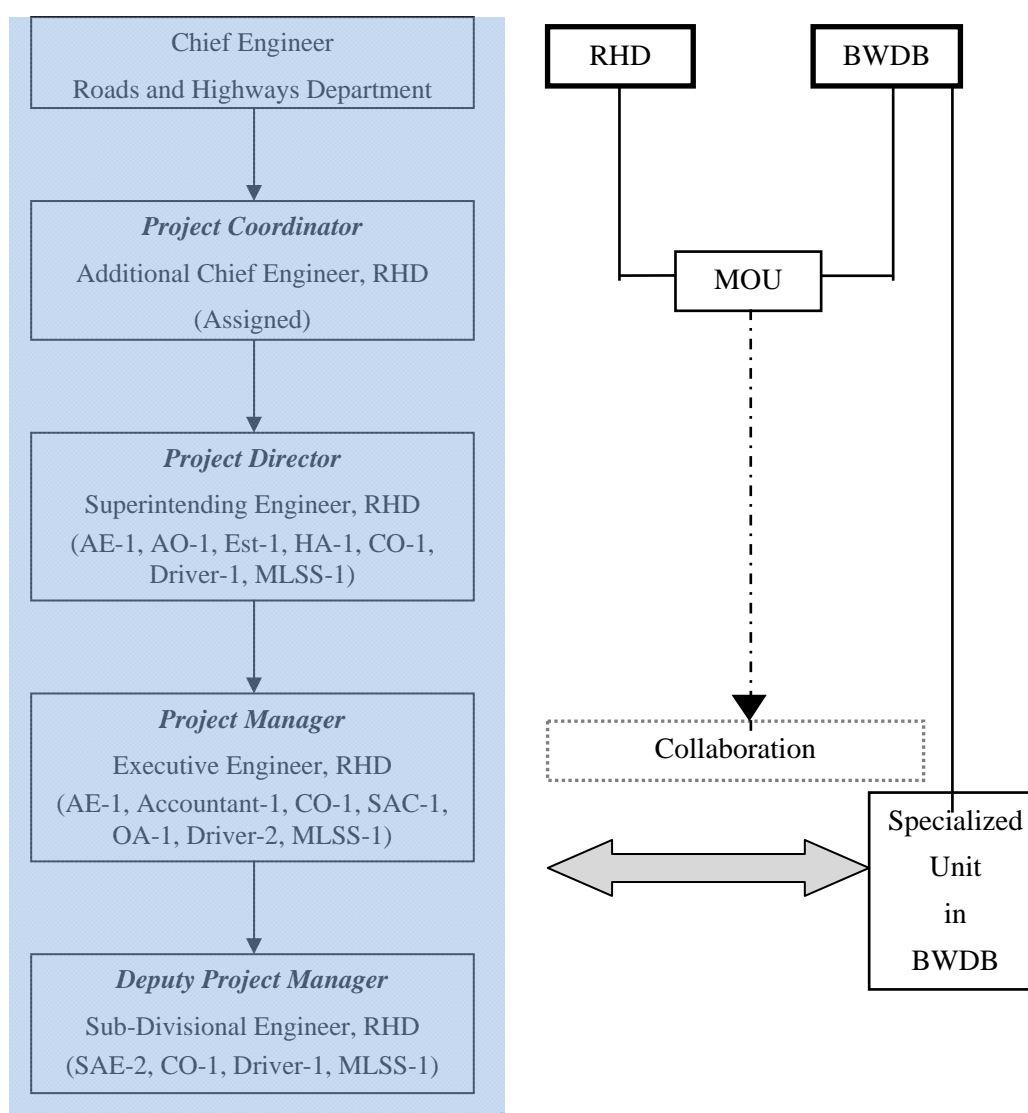 Chief Engineer
Roads and Highways Department
Project Coordinator
Additional Chief Engineer, RHD
(Assigned)
Project Director
Superintending Engineer, RHD
(AE-1, AO-1, Est-1, HA-1, CO-1,
Driver-1, MLSS-1)
Project Manager
Executive Engineer, RHD
(AE-1, Accountant-1, CO-1, SAC-1,
OA-1, Driver-2, MLSS-1)
Deputy Project Manager
Sub-Divisional Engineer, RHD
(SAE-2, CO-1, Driver-1, MLSS-1)
RHD
BWDB
MOU
Collaboration
Specialized
Unit
in
BWDB